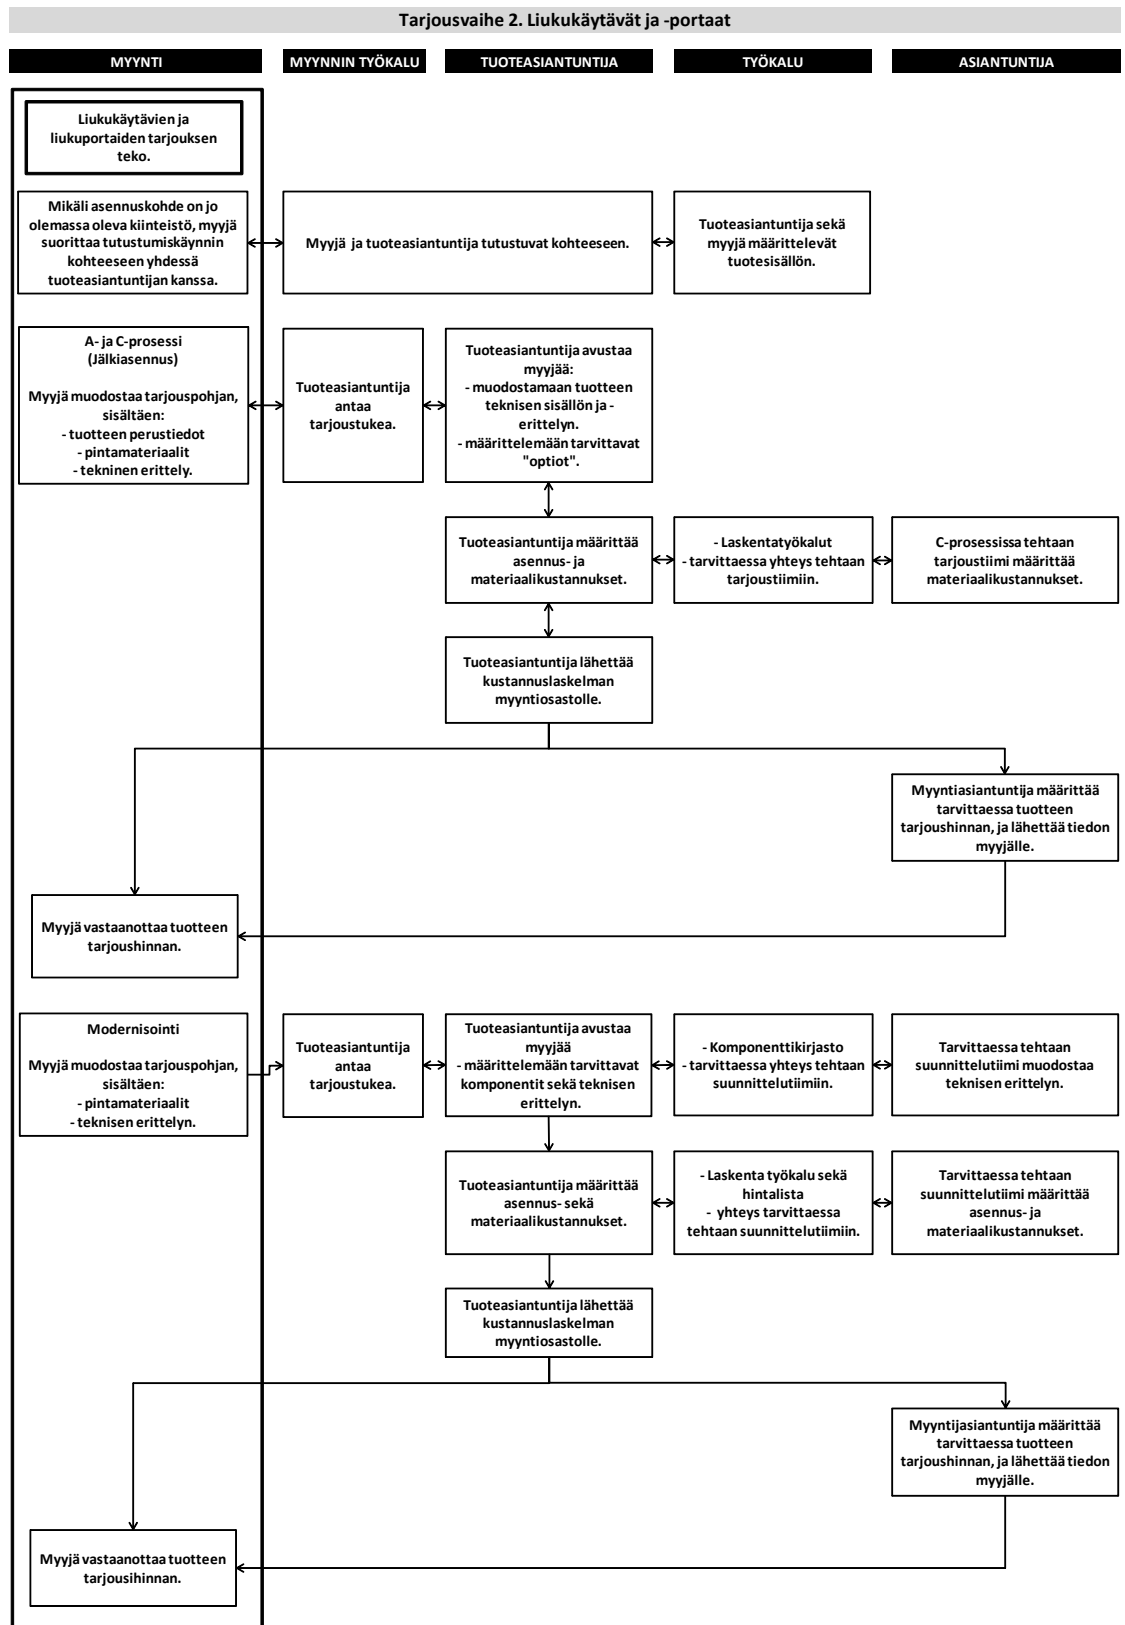 Tarjousvaihe 2. Liukukäytävät ja -portaat
MYYNTI
MYYNNIN TYÖKALU
TUOTEASIANTUNTIJA
TYÖKALU
ASIANTUNTIJA
Liukukäytävien ja
liukuportaiden tarjouksen
teko.
Mikäli asennuskohde on jo
olemassa oleva kiinteistö, myyjä
suorittaa tutustumiskäynnin
kohteeseen yhdessä
tuoteasiantuntijan kanssa.
Myyjä ja tuoteasiantuntija tutustuvat kohteeseen.
Tuoteasiantuntija sekä
myyjä määrittelevät
tuotesisällön.
A- ja C-prosessi
(Jälkiasennus)
Myyjä muodostaa tarjouspohjan,
sisältäen:
- tuotteen perustiedot
- pintamateriaalit
- tekninen erittely.
Tuoteasiantuntija
antaa
tarjoustukea.
Tuoteasiantuntija avustaa
myyjää:
- muodostamaan tuotteen
teknisen sisällön ja -
erittelyn.
- määrittelemään tarvittavat
"optiot".
Tuoteasiantuntija määrittää
asennus- ja
materiaalikustannukset.
- Laskentatyökalut
- tarvittaessa yhteys tehtaan
tarjoustiimiin.
C-prosessissa tehtaan
tarjoustiimi määrittää
materiaalikustannukset.
Tuoteasiantuntija lähettää
kustannuslaskelman
myyntiosastolle.
Myyntiasiantuntija määrittää
tarvittaessa tuotteen
tarjoushinnan, ja lähettää tiedon
myyjälle.
Myyjä vastaanottaa tuotteen
tarjoushinnan.
Modernisointi
Myyjä muodostaa tarjouspohjan,
sisältäen:
- pintamateriaalit
- teknisen erittelyn.
Tuoteasiantuntija
antaa
tarjoustukea.
Tuoteasiantuntija avustaa
myyjää
- määrittelemään tarvittavat
komponentit sekä teknisen
erittelyn.
- Komponenttikirjasto
- tarvittaessa yhteys tehtaan
suunnittelutiimiin.
Tarvittaessa tehtaan
suunnittelutiimi muodostaa
teknisen erittelyn.
Tuoteasiantuntija määrittää
asennus- sekä
materiaalikustannukset.
- Laskenta työkalu sekä
hintalista
- yhteys tarvittaessa
tehtaan suunnittelutiimiin.
Tarvittaessa tehtaan
suunnittelutiimi määrittää
asennus- ja
materiaalikustannukset.
Tuoteasiantuntija lähettää
kustannuslaskelman
myyntiosastolle.
Myyntijasiantuntija määrittää
tarvittaessa tuotteen
tarjoushinnan, ja lähettää tiedon
myyjälle.
Myyjä vastaanottaa tuotteen
tarjousihinnan.